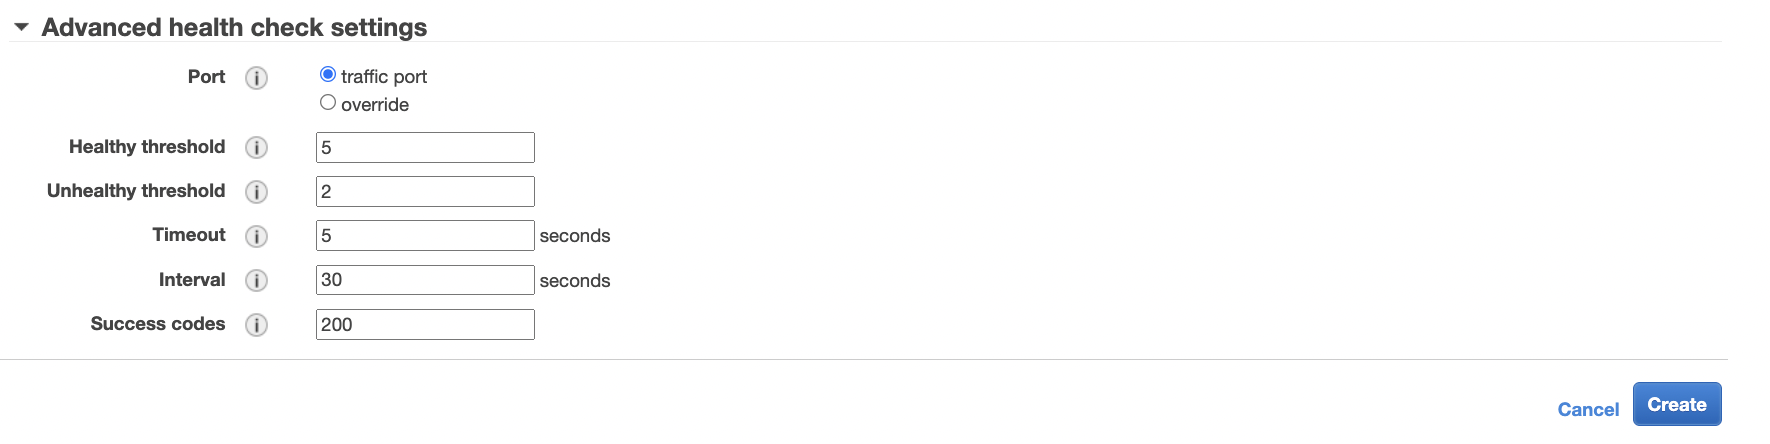 Advanced health check settings
Port i traffic port
override
Healthy threshold i 5
Unhealthy threshold i 2
Timeout i 5 seconds
Interval i 30 seconds
Success codes i 200
Cancel Create